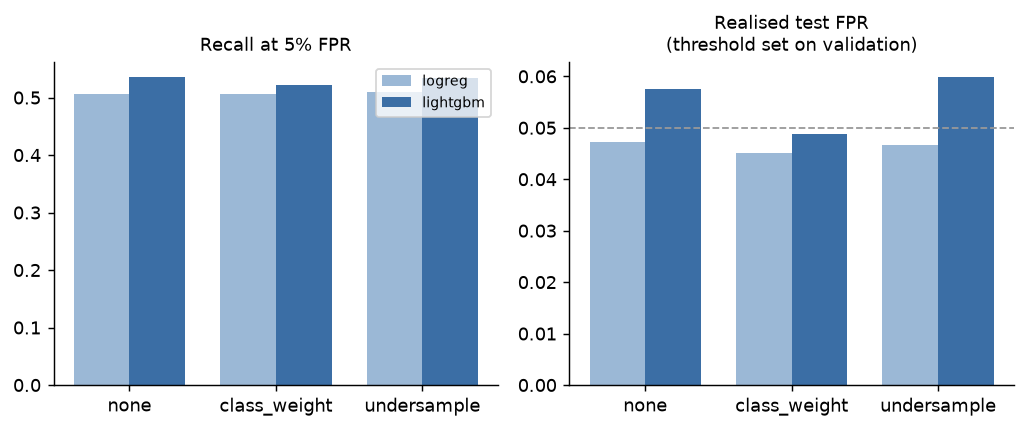 Recall at 5% FPR
logreg
lightgbm
0.5
0.4
0.3
0.2
0.1
0.0
none
class_weight
undersample
Realised test FPR
(threshold set on validation)
0.06
0.05
0.04
0.03
0.02
0.01
0.00
none
class_weight
undersample